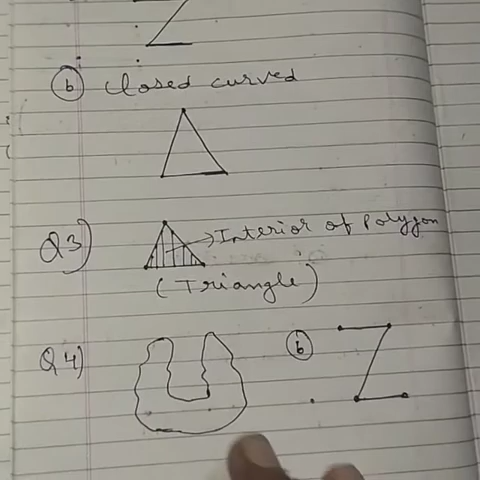 (b) Closed curved
Q3)
Interior of Polygon
(Triangle)
Q4)
(b)